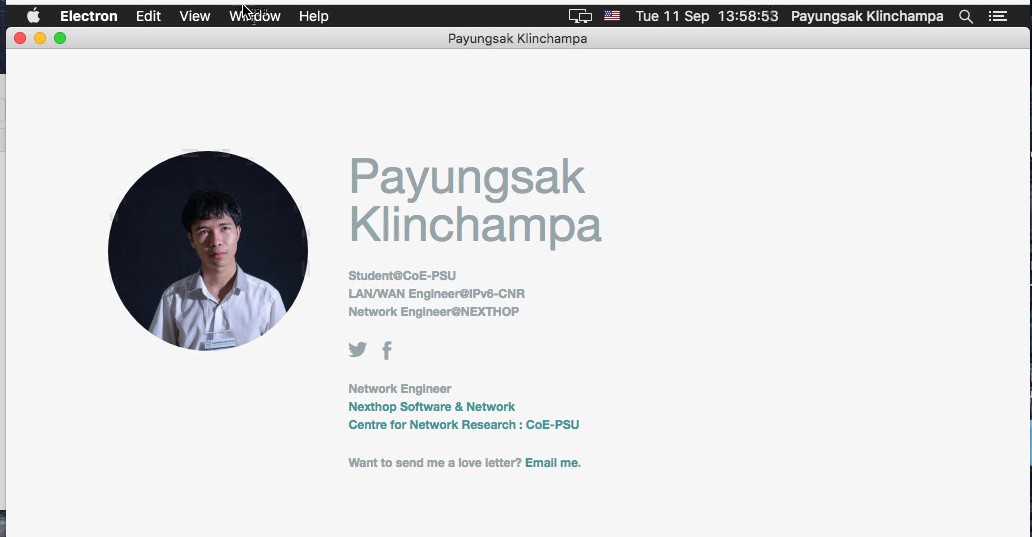 Electron Edit View Window Help Tue 11 Sep 13:58:53 Payungsak Klinchampa
Payungsak Klinchampa
Payungsak
Klinchampa
Student@CoE-PSU
LAN/WAN Engineer@IPv6-CNR
Network Engineer@NEXTHOP
Network Engineer
Nexthop Software & Network
Centre for Network Research : CoE-PSU
Want to send me a love letter? Email me.